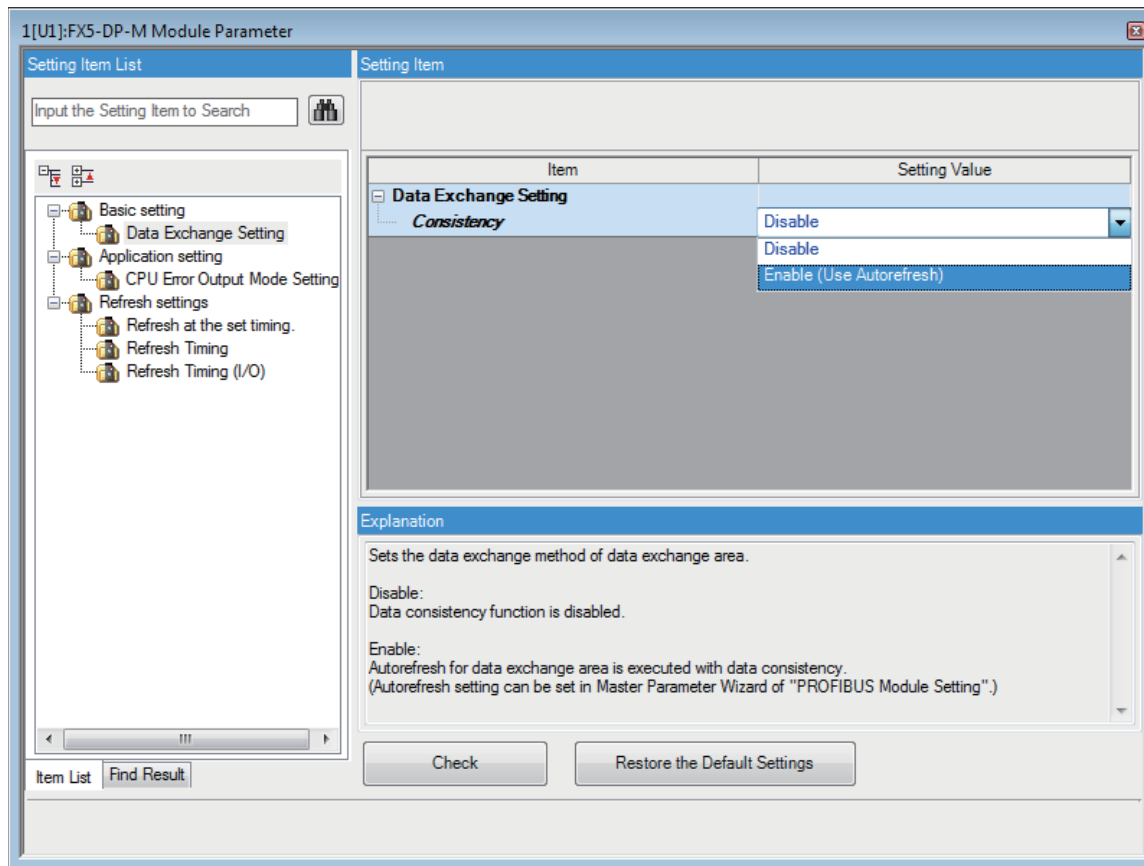 1[U1]:FX5-DP-M Module Parameter
Setting Item List
Input the Setting Item to Search
Basic setting
Data Exchange Setting
Application setting
CPU Error Output Mode Setting
Refresh settings
Refresh at the set timing.
Refresh Timing
Refresh Timing (I/O)
Item List
Find Result
Setting Item
Item
Setting Value
Data Exchange Setting
Consistency
Disable
Disable
Enable (Use Autorefresh)
Explanation
Sets the data exchange method of data exchange area.
Disable:
Data consistency function is disabled.
Enable:
Autorefresh for data exchange area is executed with data consistency.
(Autorefresh setting can be set in Master Parameter Wizard of "PROFIBUS Module Setting".)
Check
Restore the Default Settings